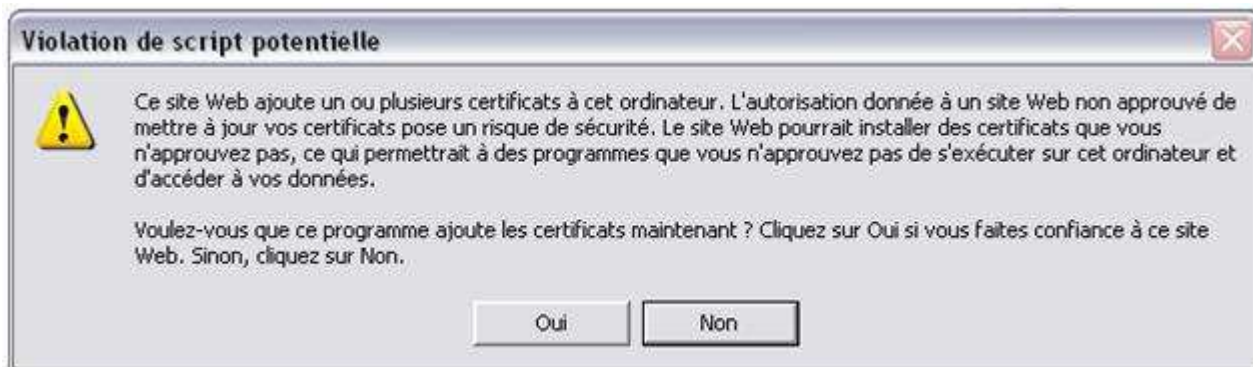 Violation de script potentielle
Ce site Web ajoute un ou plusieurs certificats à cet ordinateur. L'autorisation donnée à un site Web non approuvé de
mettre à jour vos certificats pose un risque de sécurité. Le site Web pourrait installer des certificats que vous
n'approuvez pas, ce qui permettrait à des programmes que vous n'approuvez pas de s'exécuter sur cet ordinateur et
d'accéder à vos données.
Voulez-vous que ce programme ajoute les certificats maintenant ? Cliquez sur Oui si vous faites confiance à ce site
Web. Sinon, cliquez sur Non.
Oui
Non